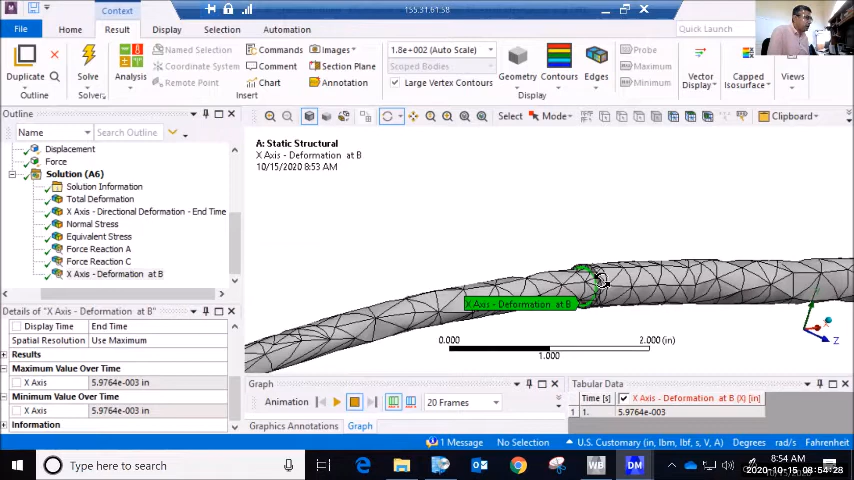 Context
155.31.61.58
File Home Result Display Selection Automation Quick Launch
Duplicate
Outline
Solve
Solver
Analysis
Named Selection
Coordinate System
Remote Point
Commands
Comment
Chart
Images
Section Plane
Annotation
Insert
1.8e+002 (Auto Scale)
Scoped Bodies
Large Vertex Contours
Geometry Contours Edges
Display
Probe
Maximum
Minimum
Vector
Display
Capped
Isosurface
Views
Outline
Name Search Outline
Select Mode Clipboard
Displacement
Force
Solution (A6)
Solution Information
Total Deformation
X Axis - Directional Deformation - End Time
Normal Stress
Equivalent Stress
Force Reaction A
Force Reaction C
X Axis - Deformation at B
Details of "X Axis - Deformation at B"
Display Time End Time
Spatial Resolution Use Maximum
Results
Maximum Value Over Time
X Axis 5.9764e-003 in
Minimum Value Over Time
X Axis 5.9764e-003 in
Information
A: Static Structural
X Axis - Deformation at B
10/15/2020 8:53 AM
X Axis - Deformation at B
0.000 2.000 (in)
1.000
Z
Graph
Animation 20 Frames
Graphics Annotations Graph
Tabular Data
Time [s] X Axis - Deformation at B (X) [in]
1 1. 5.9764e-003
1 Message No Selection U.S. Customary (in, lbm, lbf, s, V, A) Degrees rad/s Fahrenheit
Type here to search
WB DM
8:54 AM
10/15/2020
2020-10-15 08:54:28